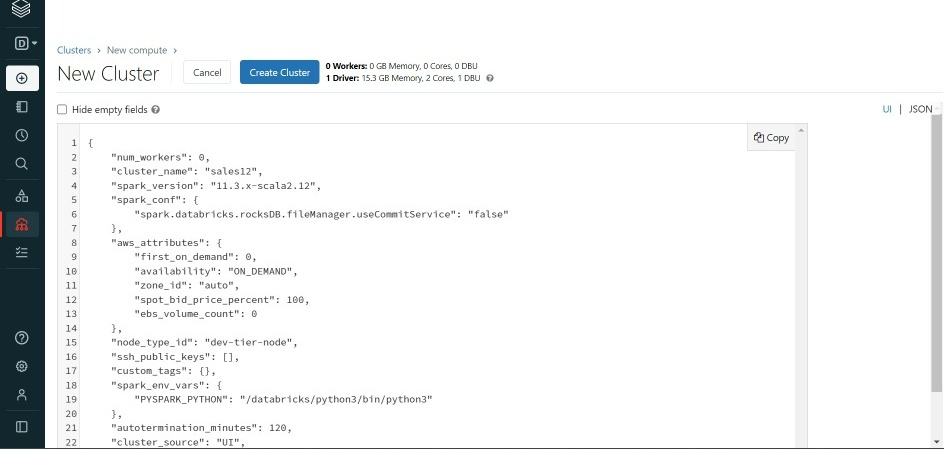 D
Clusters > New compute >
New Cluster
Cancel
Create Cluster
0 Workers: 0 GB Memory, 0 Cores, 0 DBU
1 Driver: 15.3 GB Memory, 2 Cores, 1 DBU ?
Hide empty fields ?
UI | JSON
Copy
1 {
2 "num_workers": 0,
3 "cluster_name": "sales12",
4 "spark_version": "11.3.x-scala2.12",
5 "spark_conf": {
6 "spark.databricks.rocksDB.fileManager.useCommitService": "false"
7 },
8 "aws_attributes": {
9 "first_on_demand": 0,
10 "availability": "ON_DEMAND",
11 "zone_id": "auto",
12 "spot_bid_price_percent": 100,
13 "ebs_volume_count": 0
14 },
15 "node_type_id": "dev-tier-node",
16 "ssh_public_keys": [],
17 "custom_tags": {},
18 "spark_env_vars": {
19 "PYSPARK_PYTHON": "/databricks/python3/bin/python3"
20 },
21 "autotermination_minutes": 120,
22 "cluster_source": "UI",